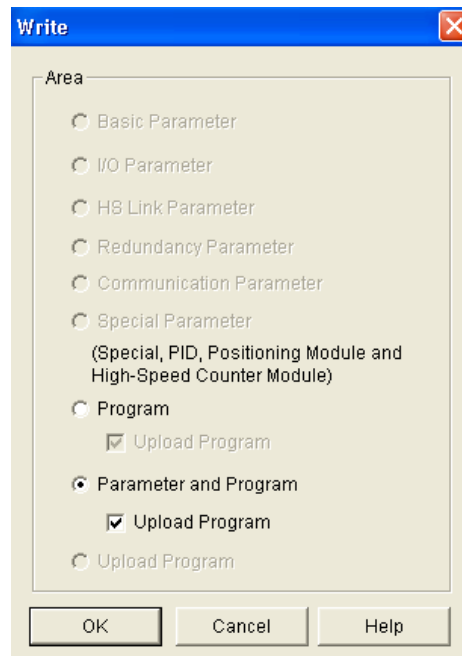 Write
Area
Basic Parameter
I/O Parameter
HS Link Parameter
Redundancy Parameter
Communication Parameter
Special Parameter
(Special, PID, Positioning Module and
High-Speed Counter Module)
Program
Upload Program
Parameter and Program
Upload Program
Upload Program
OK Cancel Help